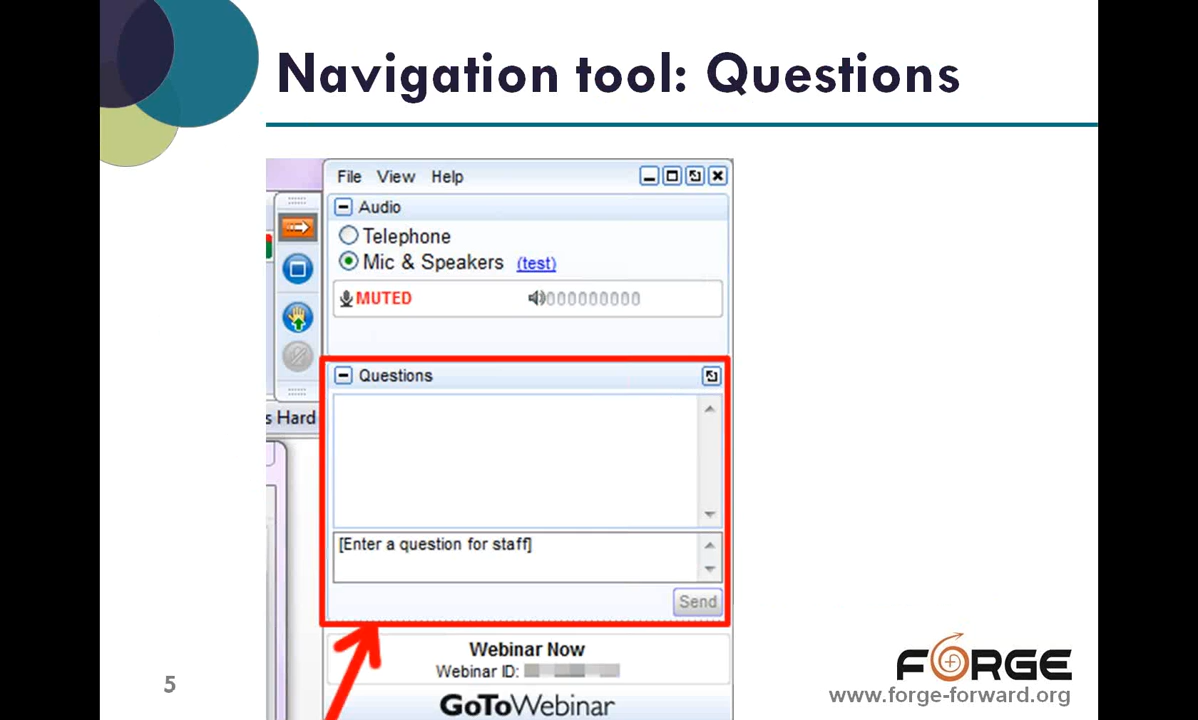 Navigation tool: Questions
File View Help
Audio
Telephone
Mic & Speakers (test)
MUTED 000000000
Questions
s Hard
[Enter a question for staff]
Send
Webinar Now
Webinar ID:
GoToWebinar
FORGE
5
www.forge-forward.org